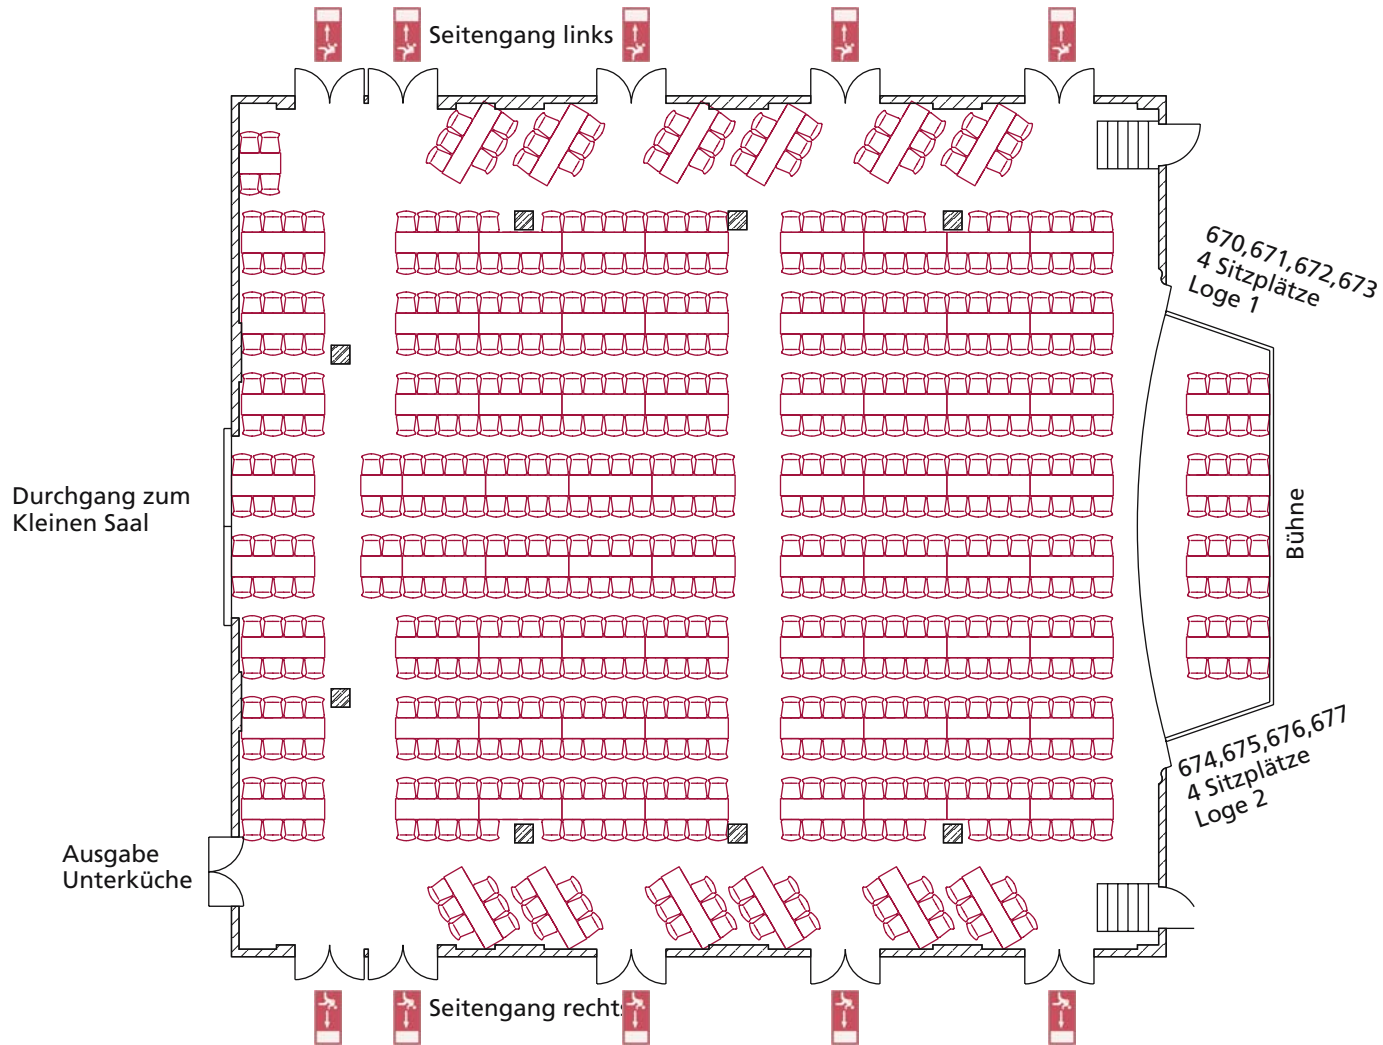 Seitengang links
670,671,672,673
4 Sitzplätze
Loge 1
Durchgang zum
Kleinen Saal
Bühne
674,675,676,677
4 Sitzplätze
Loge 2
Ausgabe
Unterküche
Seitengang rechts